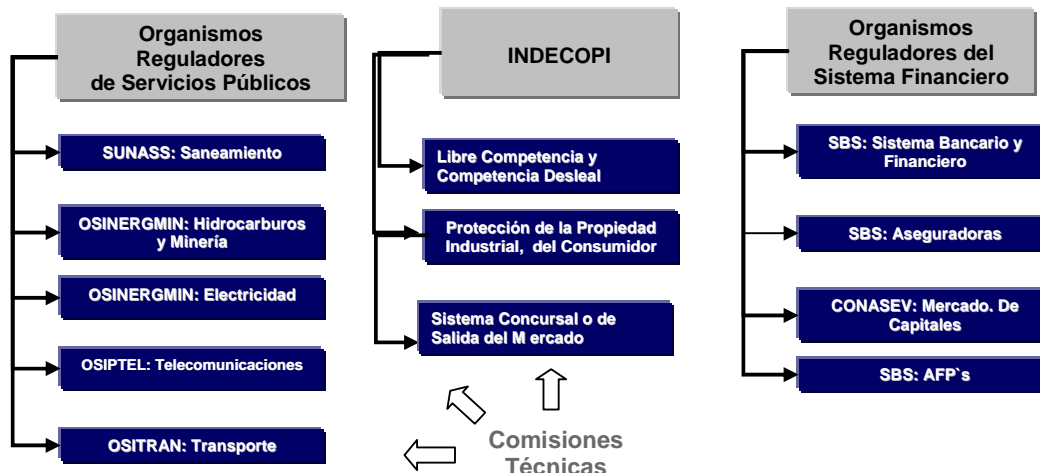 Organismos
Reguladores
de Servicios Públicos
SUNASS: Saneamiento
OSINERGMIN: Hidrocarburos
y Minería
OSINERGMIN: Electricidad
OSIPTEL: Telecomunicaciones
OSITRAN: Transporte
INDECOPI
Libre Competencia y
Competencia Desleal
Protección de la Propiedad
Industrial, del Consumidor
Sistema Concursal o de
Salida del M ercado
Comisiones
Técnicas
Organismos
Reguladores del
Sistema Financiero
SBS: Sistema Bancario y
Financiero
SBS: Aseguradoras
CONASEV: Mercado. De
Capitales
SBS: AFP`s